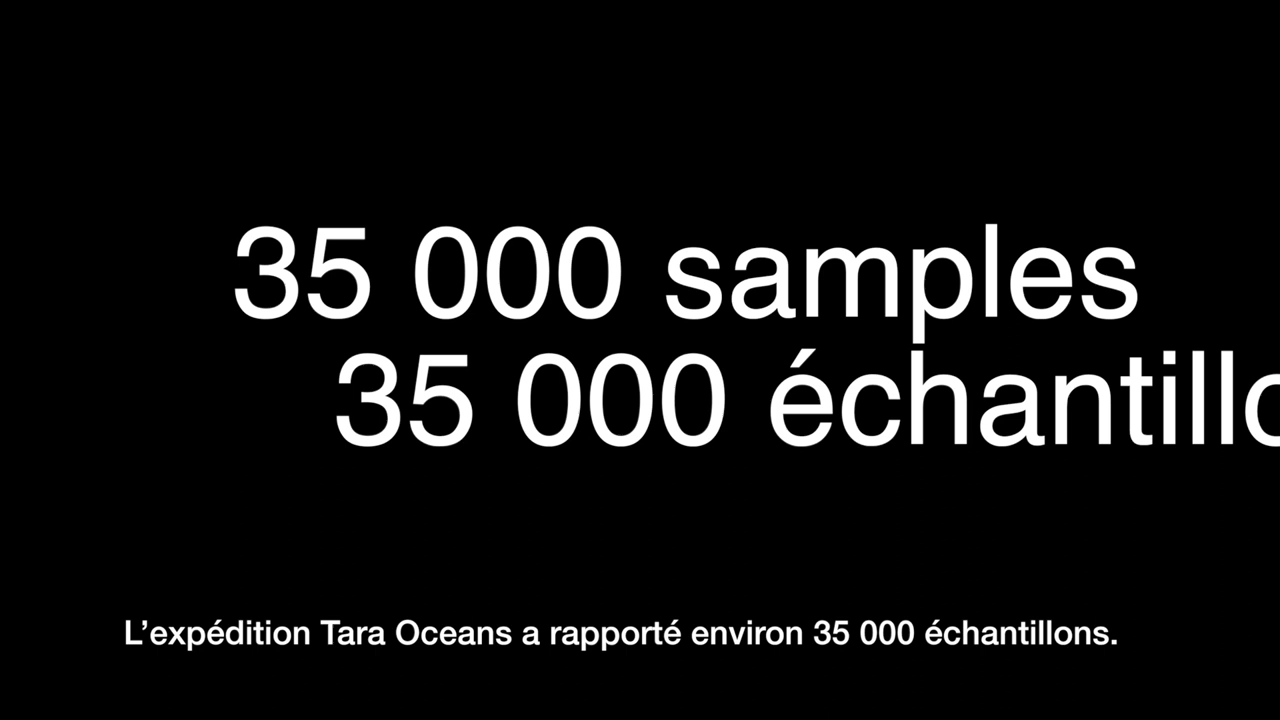 35 000 samples
35 000 échantillo
L’expédition Tara Oceans a rapporté environ 35 000 échantillons.